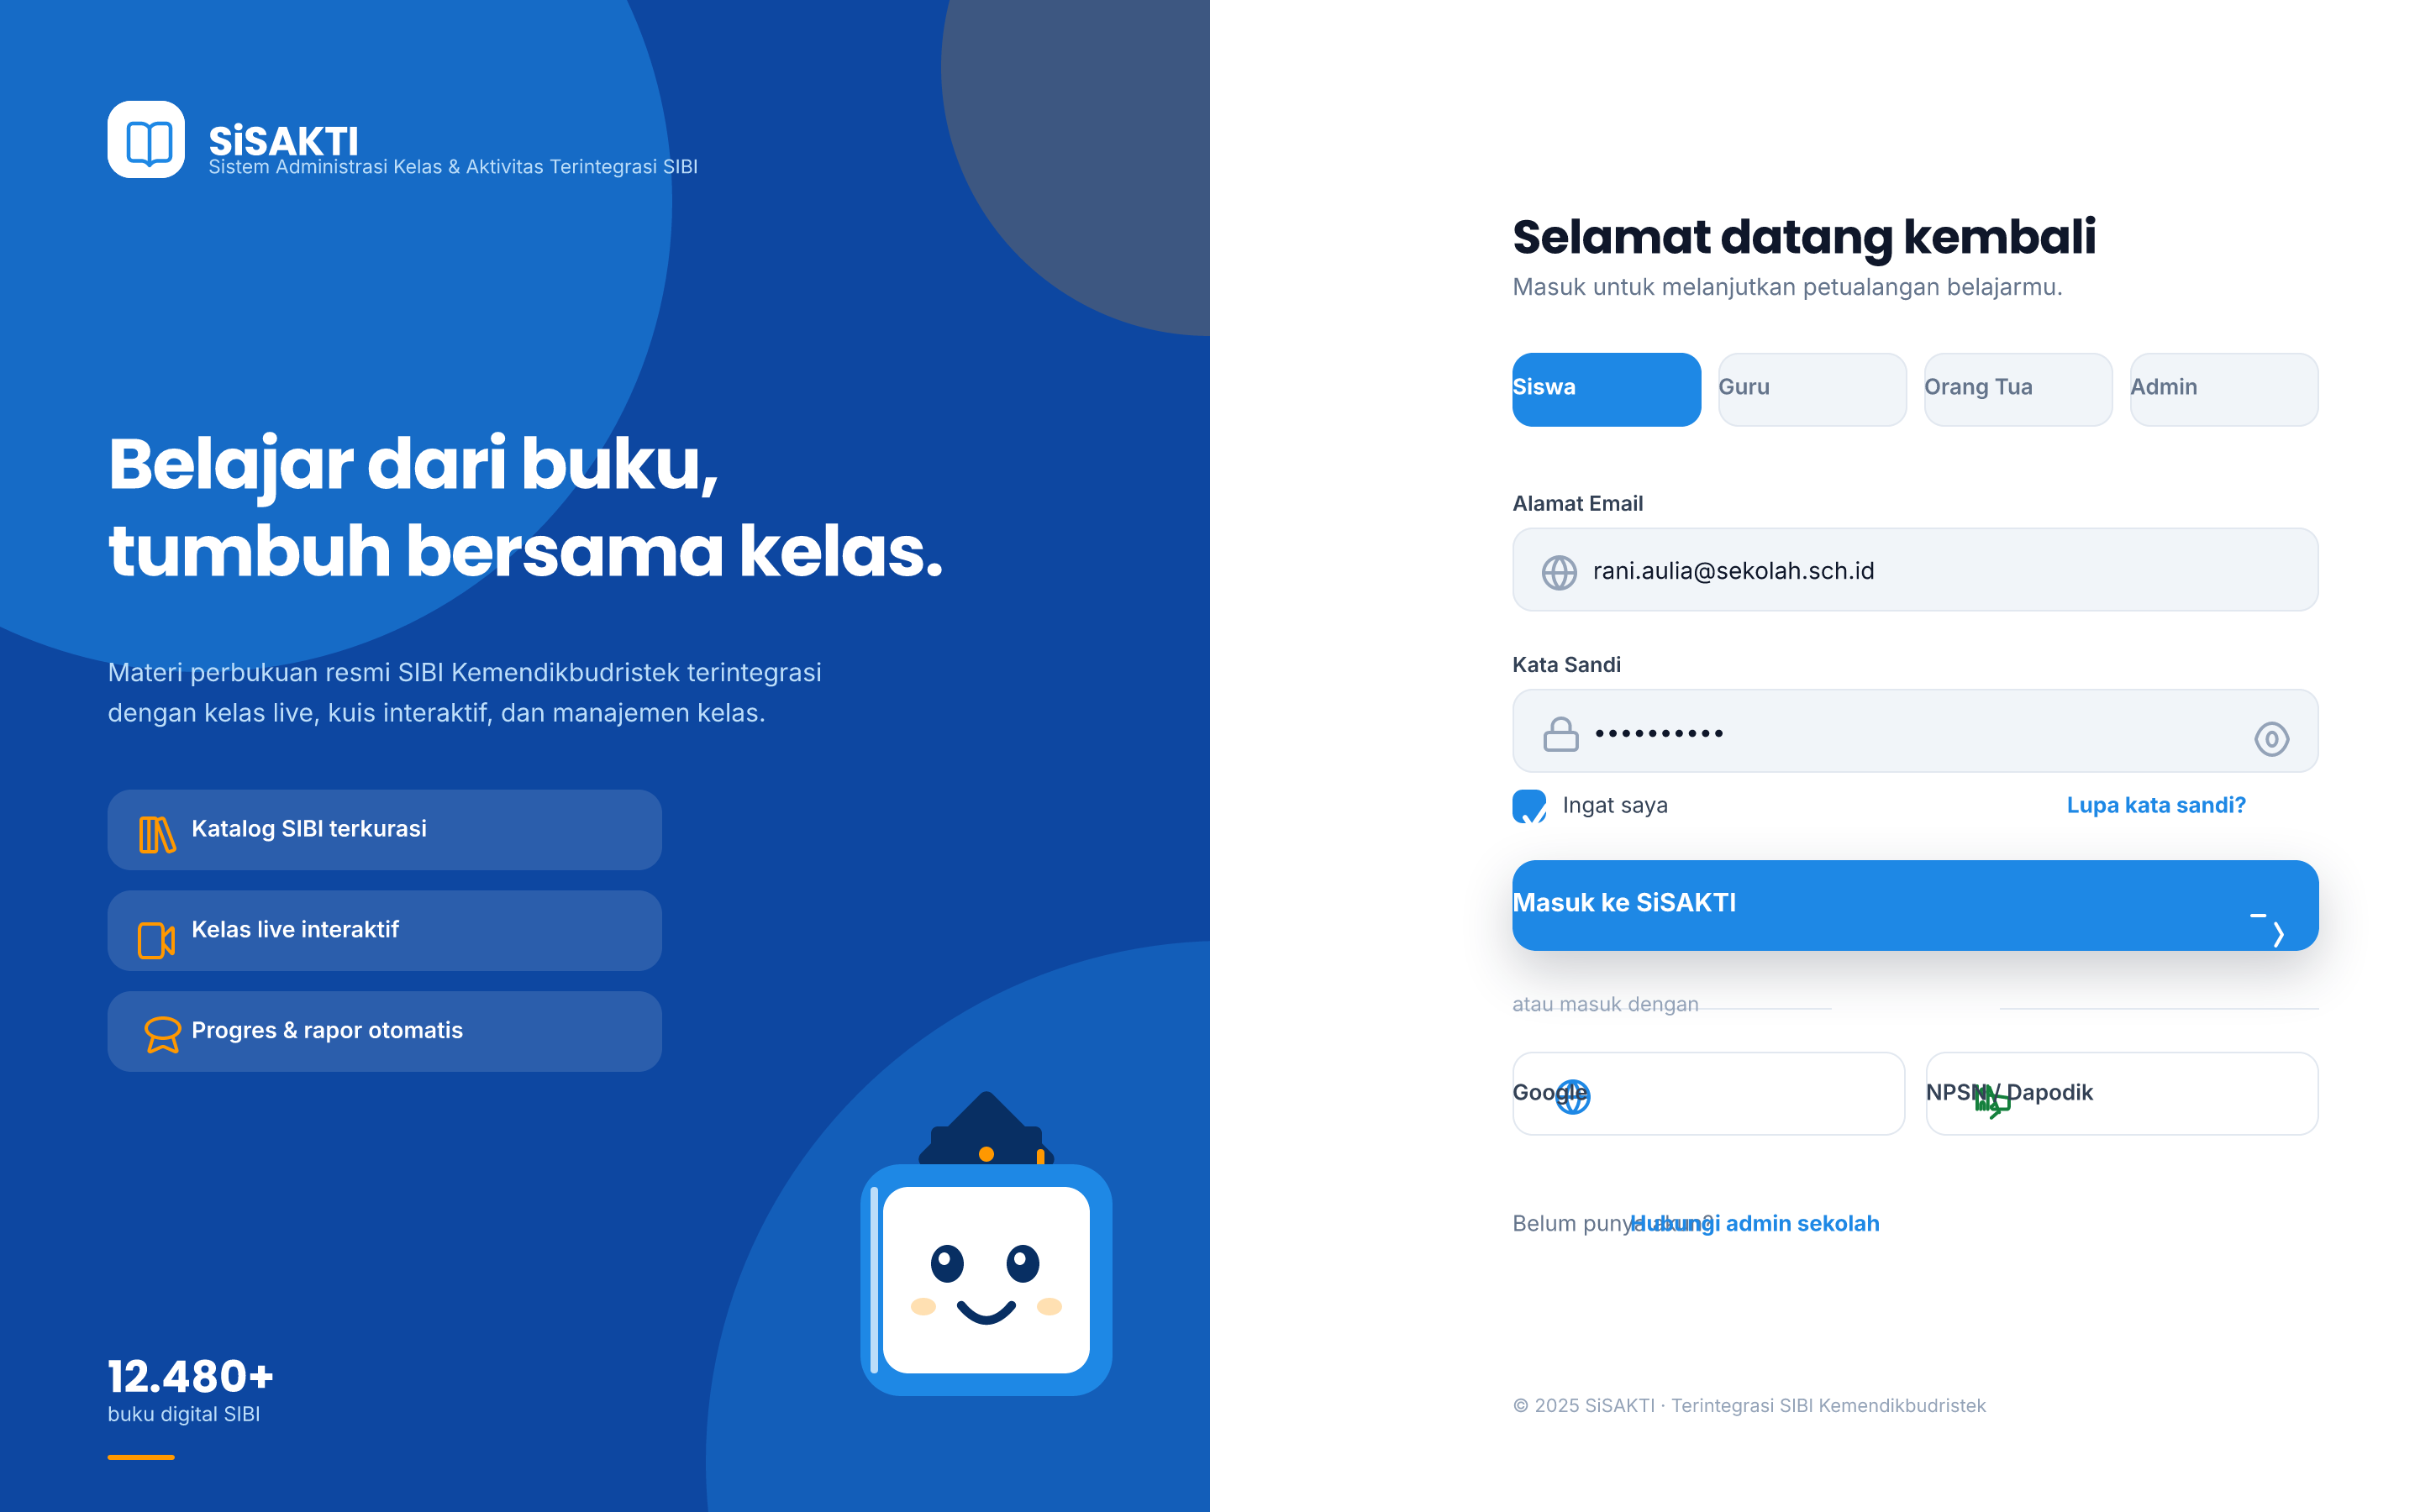 SiSAKTI
Sistem Administrasi Kelas & Aktivitas Terintegrasi SIBI
Belajar dari buku,
tumbuh bersama kelas.
Materi perbukuan resmi SIBI Kemendikbudristek terintegrasi
dengan kelas live, kuis interaktif, dan manajemen kelas.
Katalog SIBI terkurasi
Kelas live interaktif
Progres & rapor otomatis
12.480+
buku digital SIBI
Selamat datang kembali
Masuk untuk melanjutkan petualangan belajarmu.
Siswa
Guru
Orang Tua
Admin
Alamat Email
rani.aulia@sekolah.sch.id
Kata Sandi
••••••••••
Ingat saya
Lupa kata sandi?
Masuk ke SiSAKTI
atau masuk dengan
Google
NPSN / Dapodik
Belum punya akun? Hubungi admin sekolah
© 2025 SiSAKTI · Terintegrasi SIBI Kemendikbudristek